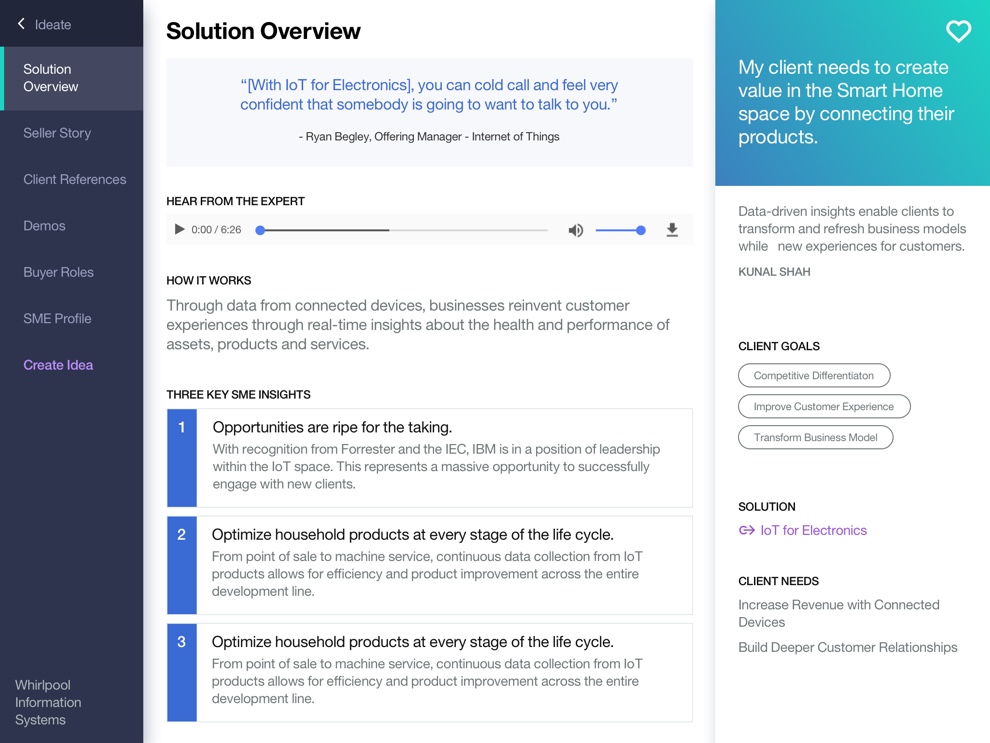 Ideate
Solution
Overview
Seller Story
Client References
Demos
Buyer Roles
SME Profile
Create Idea
Whirlpool
Information
Systems
Solution Overview
“[With IoT for Electronics], you can cold call and feel very
confident that somebody is going to want to talk to you.”
- Ryan Begley, Offering Manager - Internet of Things
HEAR FROM THE EXPERT
0:00 / 6:26
HOW IT WORKS
Through data from connected devices, businesses reinvent customer
experiences through real-time insights about the health and performance of
assets, products and services.
THREE KEY SME INSIGHTS
1
Opportunities are ripe for the taking.
With recognition from Forrester and the IEC, IBM is in a position of leadership
within the IoT space. This represents a massive opportunity to successfully
engage with new clients.
2
Optimize household products at every stage of the life cycle.
From point of sale to machine service, continuous data collection from IoT
products allows for efficiency and product improvement across the entire
development line.
3
Optimize household products at every stage of the life cycle.
From point of sale to machine service, continuous data collection from IoT
products allows for efficiency and product improvement across the entire
development line.
My client needs to create
value in the Smart Home
space by connecting their
products.
Data-driven insights enable clients to
transform and refresh business models
while new experiences for customers.
KUNAL SHAH
CLIENT GOALS
Competitive Differentiaton
Improve Customer Experience
Transform Business Model
SOLUTION
IoT for Electronics
CLIENT NEEDS
Increase Revenue with Connected
Devices
Build Deeper Customer Relationships